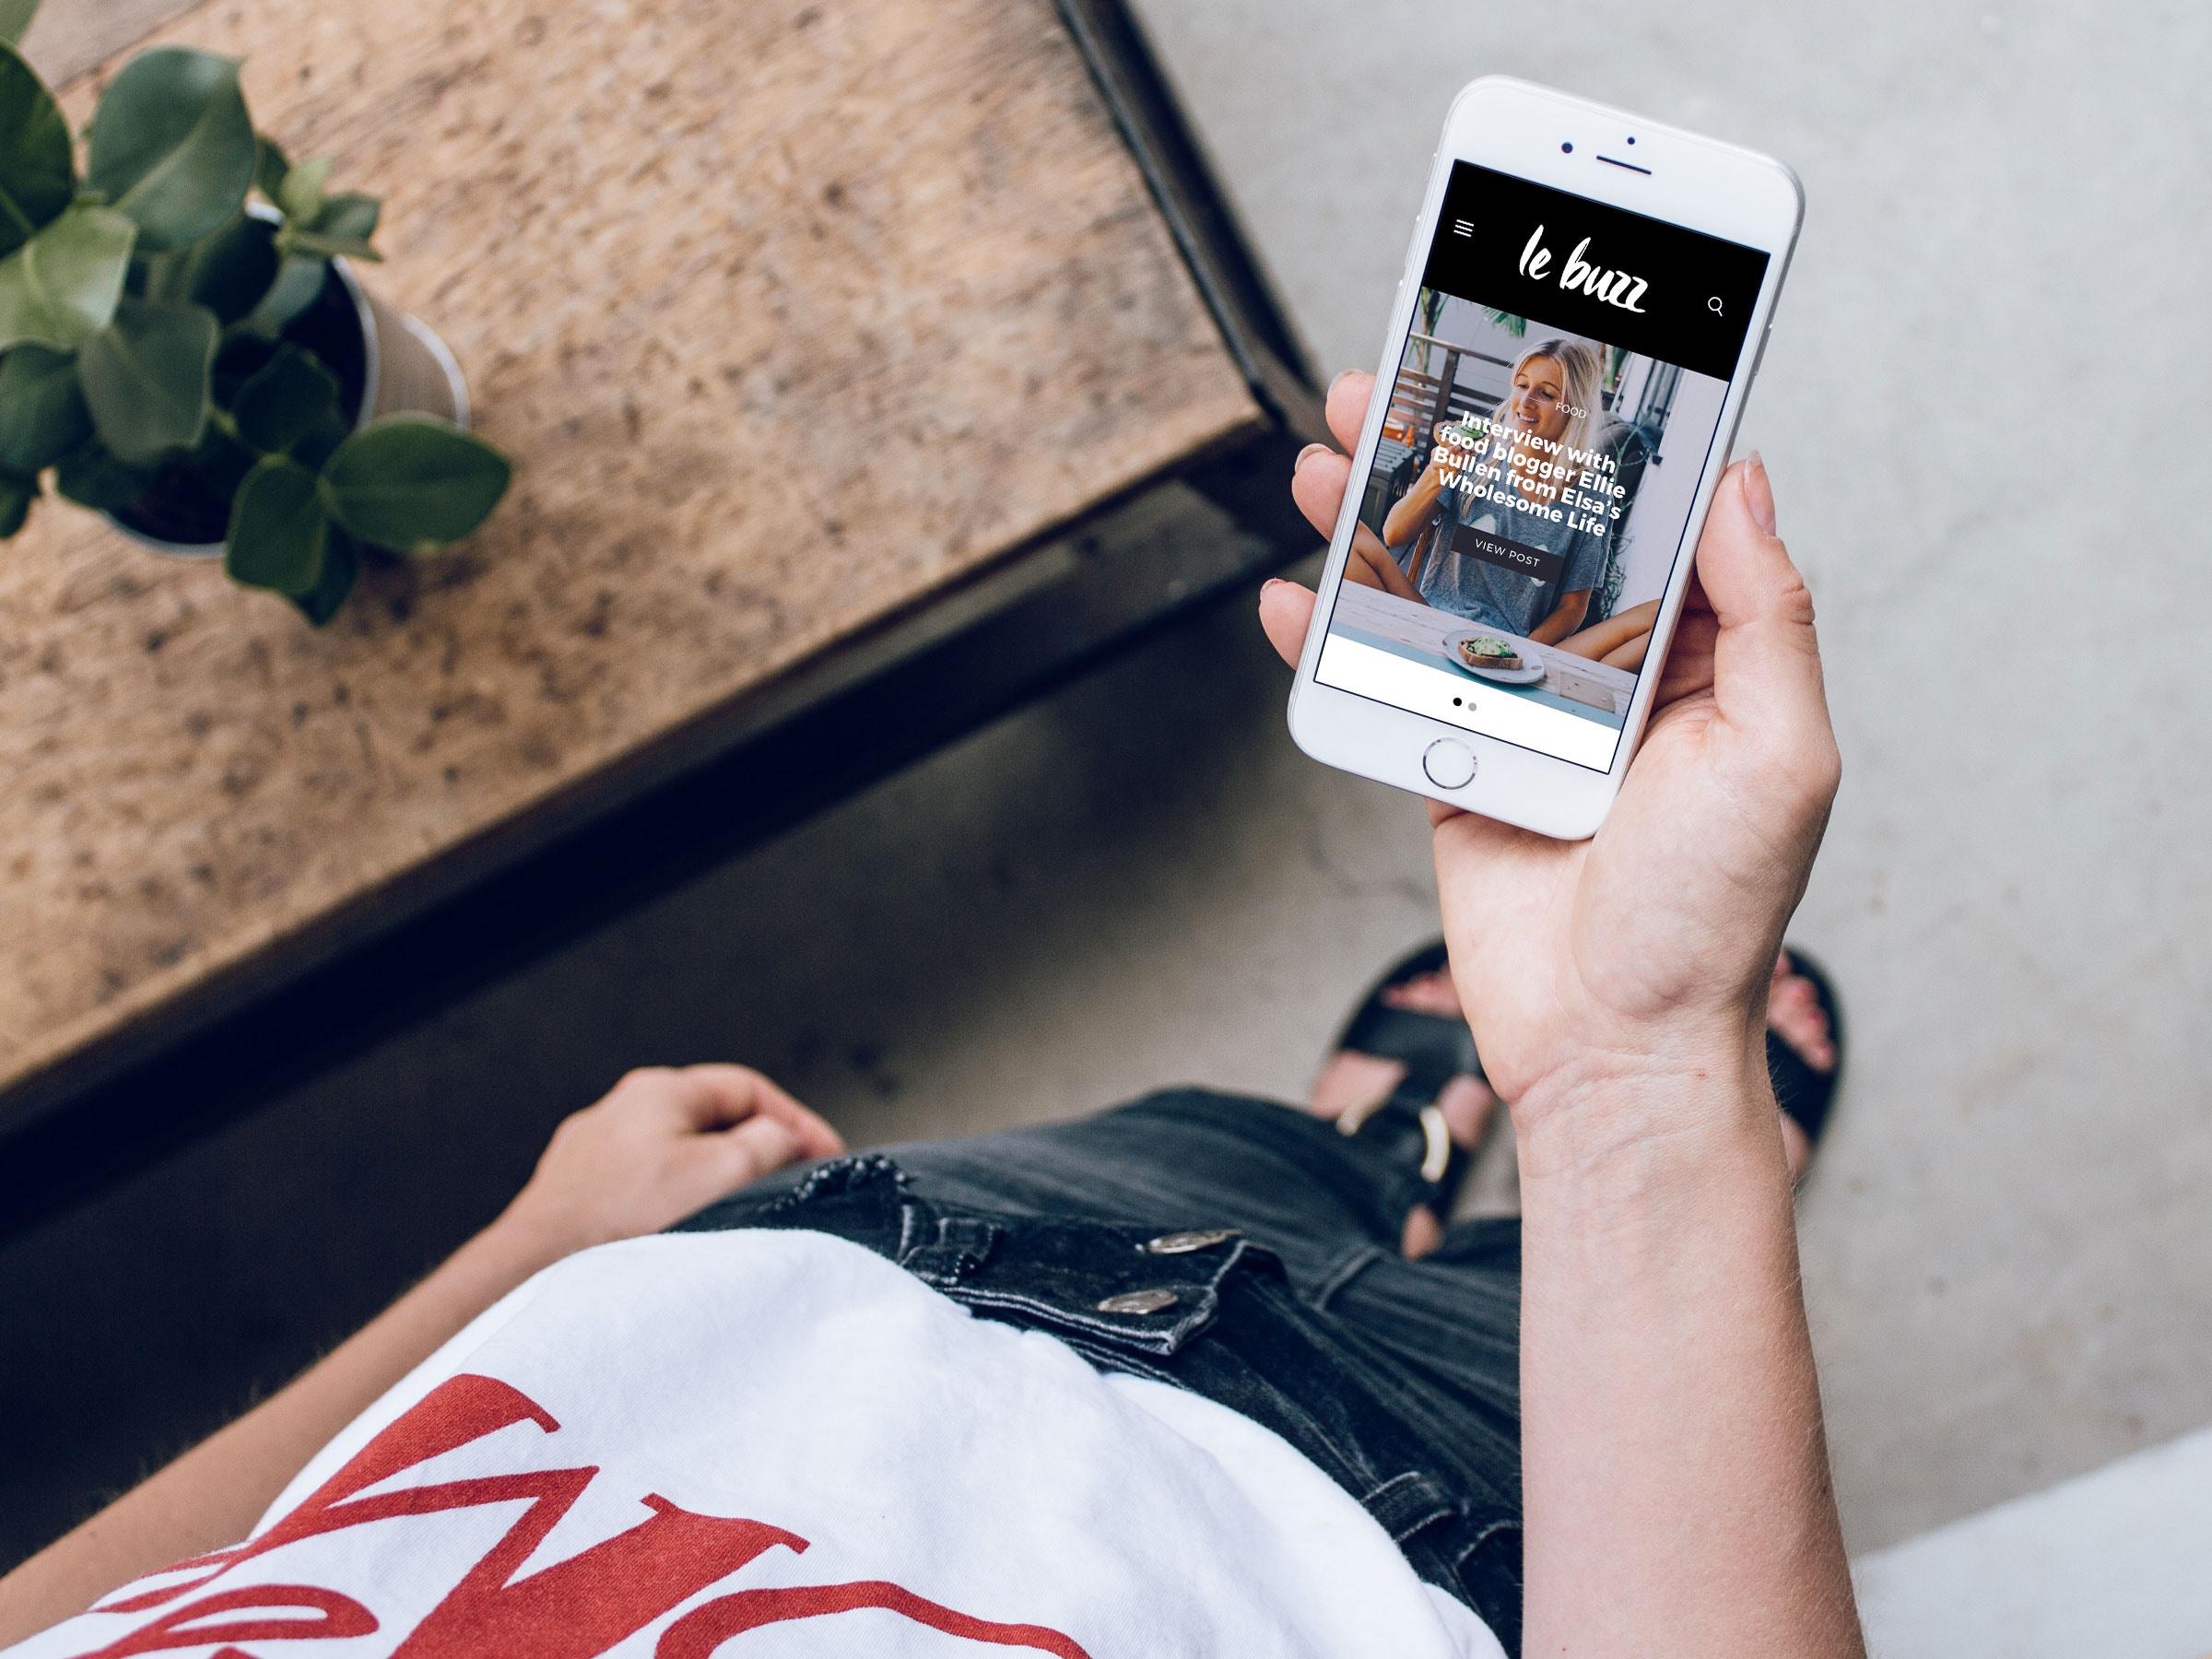 le buzz
FOOD
Interview with
food blogger Ellie
Bullen from Elsa's
Wholesome Life
VIEW POST